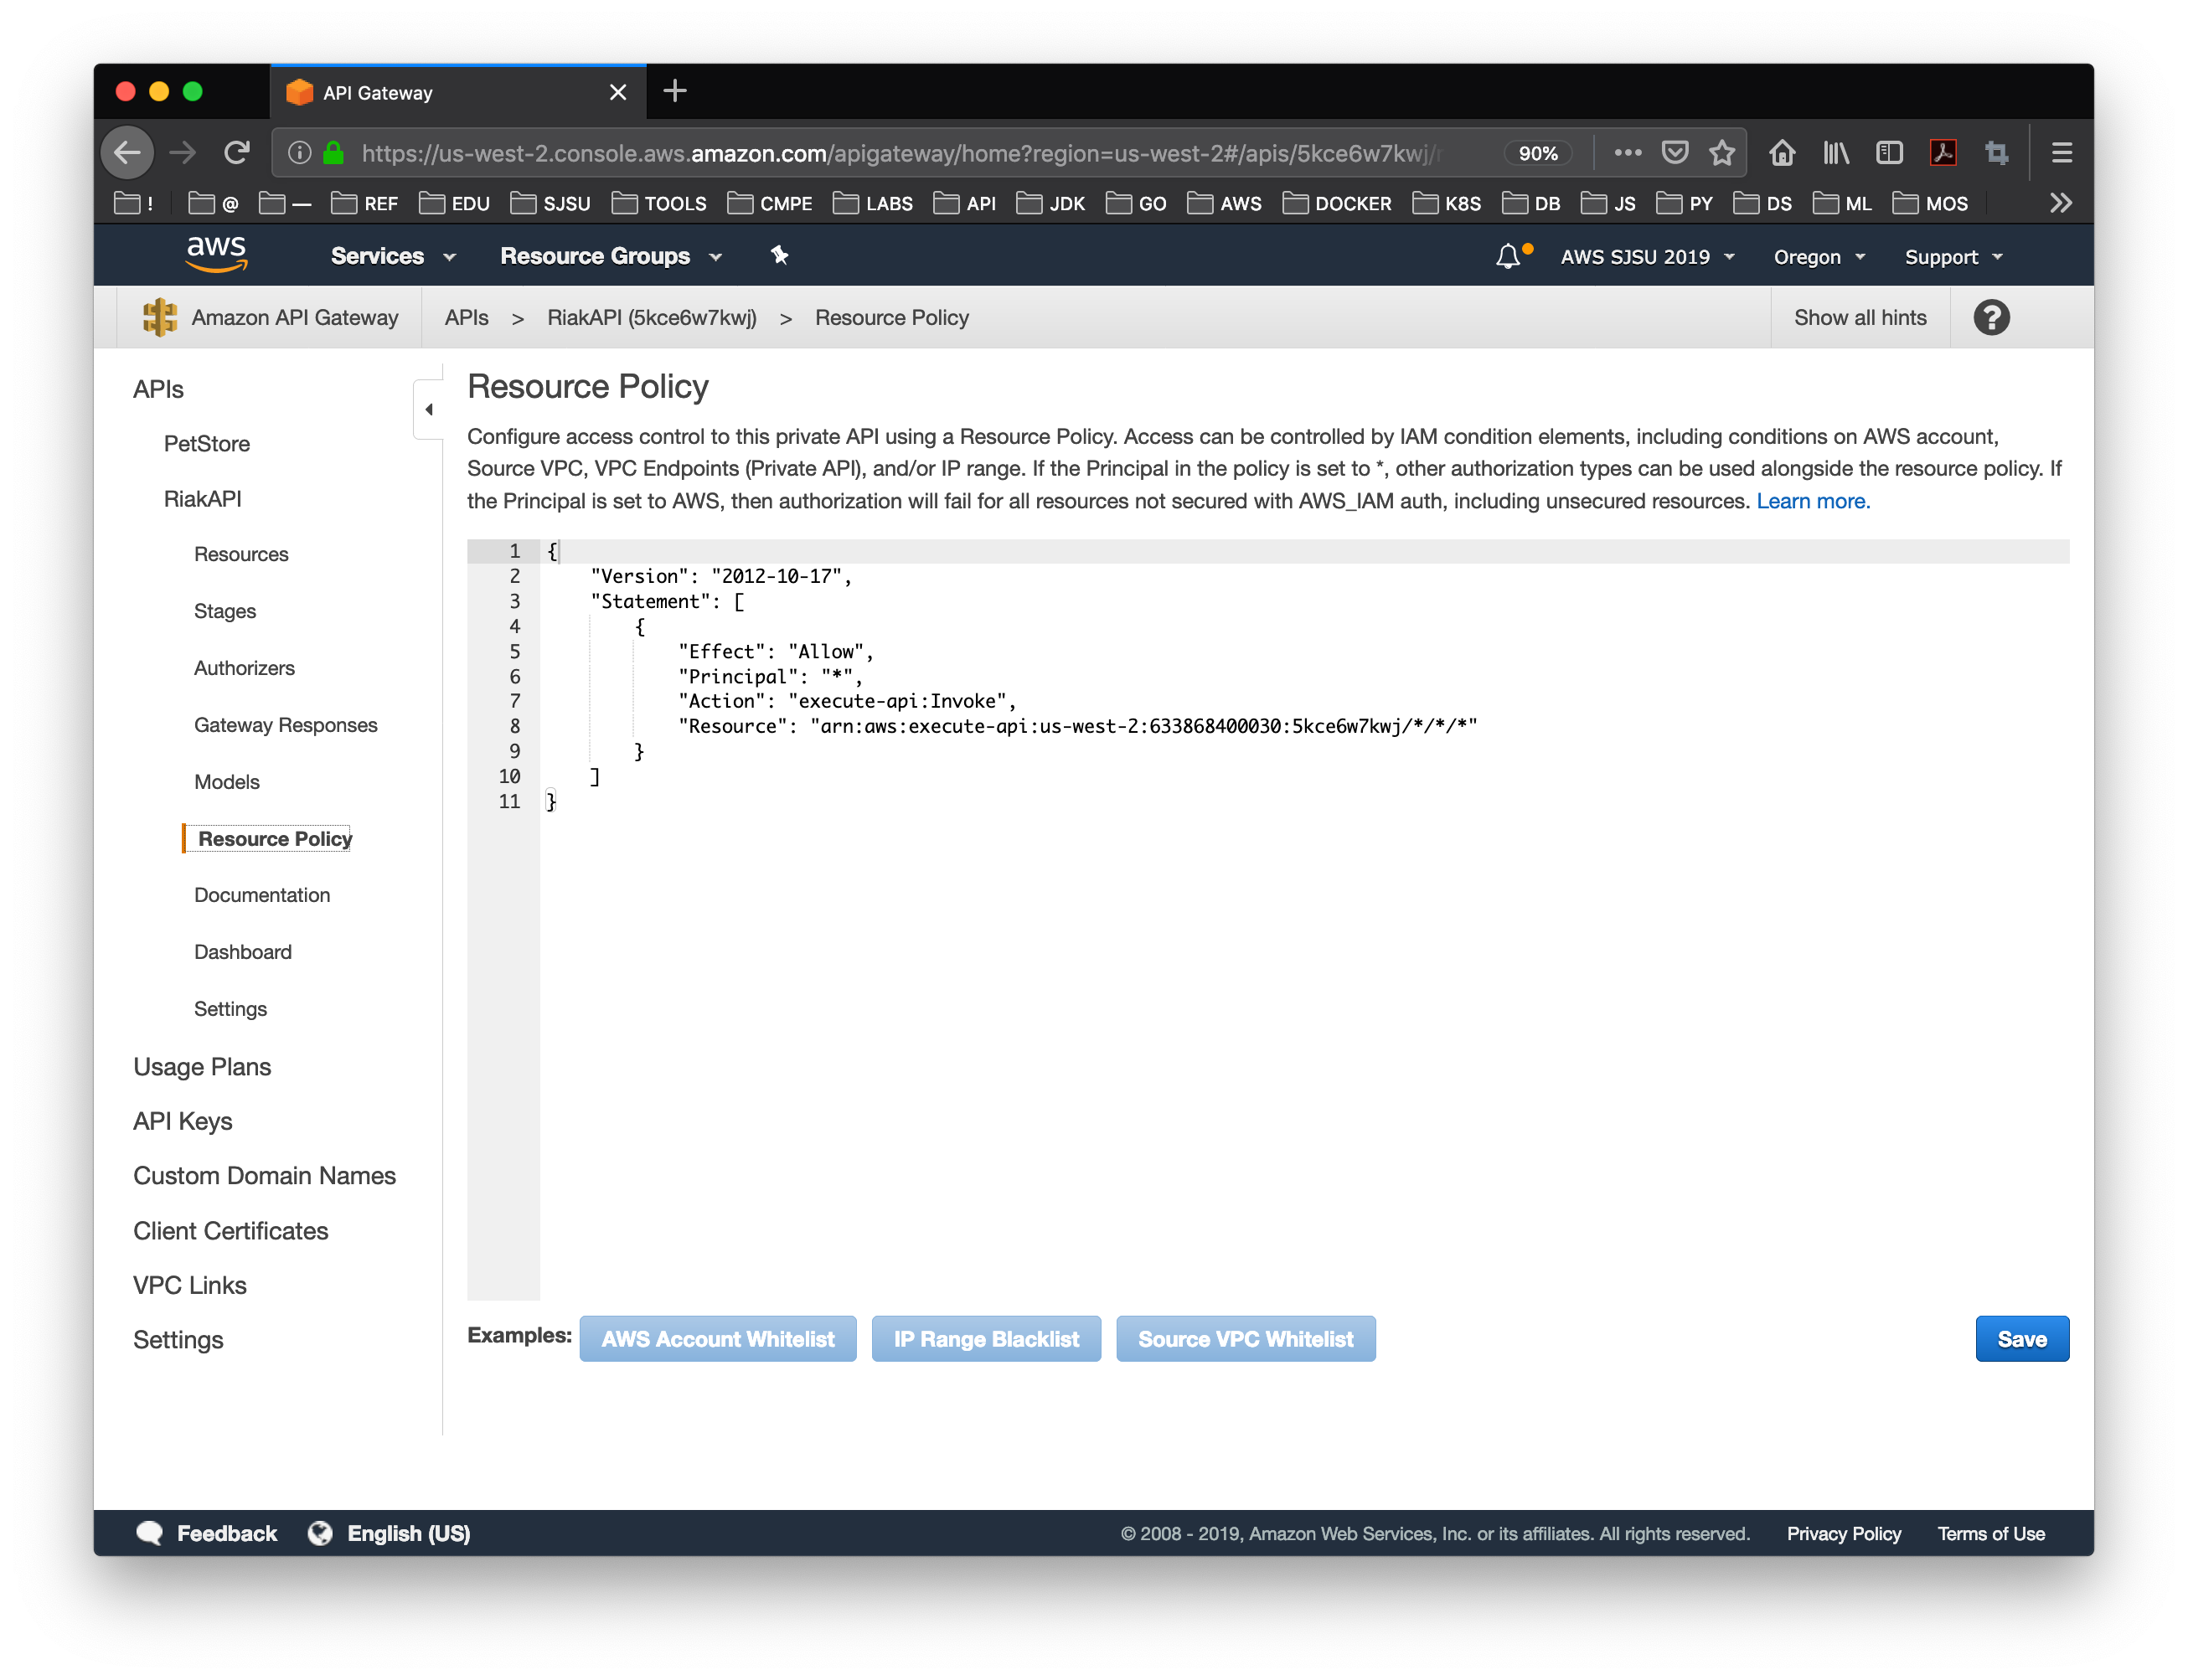 API Gateway
https://us-west-2.console.aws.amazon.com/apigateway/home?region=us-west-2#/apis/5kce6w7kwj/
90%
! @ — REF EDU SJSU TOOLS CMPE LABS API JDK GO AWS DOCKER K8S DB JS PY DS ML MOS
aws Services Resource Groups AWS SJSU 2019 Oregon Support
Amazon API Gateway APIs > RiakAPI (5kce6w7kwj) > Resource Policy Show all hints ?
APIs
PetStore
RiakAPI
Resources
Stages
Authorizers
Gateway Responses
Models
Resource Policy
Documentation
Dashboard
Settings
Usage Plans
API Keys
Custom Domain Names
Client Certificates
VPC Links
Settings
Resource Policy
Configure access control to this private API using a Resource Policy. Access can be controlled by IAM condition elements, including conditions on AWS account,
Source VPC, VPC Endpoints (Private API), and/or IP range. If the Principal in the policy is set to *, other authorization types can be used alongside the resource policy. If
the Principal is set to AWS, then authorization will fail for all resources not secured with AWS_IAM auth, including unsecured resources. Learn more.
1 {
2 "Version": "2012-10-17",
3 "Statement": [
4 {
5 "Effect": "Allow",
6 "Principal": "*",
7 "Action": "execute-api:Invoke",
8 "Resource": "arn:aws:execute-api:us-west-2:633868400030:5kce6w7kwj/*/*/*"
9 }
10 ]
11 }
Examples: AWS Account Whitelist IP Range Blacklist Source VPC Whitelist Save
Feedback English (US) © 2008 - 2019, Amazon Web Services, Inc. or its affiliates. All rights reserved. Privacy Policy Terms of Use